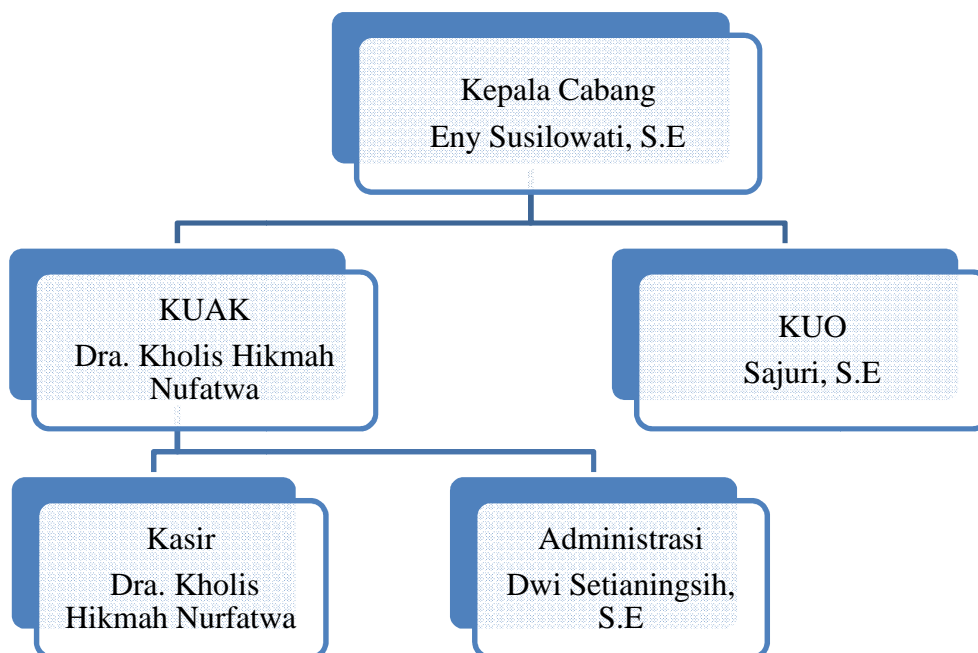 Kepala Cabang
Eny Susilowati, S.E
KUAK
Dra. Kholis Hikmah
Nufatwa
KUO
Sajuri, S.E
Kasir
Dra. Kholis
Hikmah Nurfatwa
Administrasi
Dwi Setianingsih,
S.E